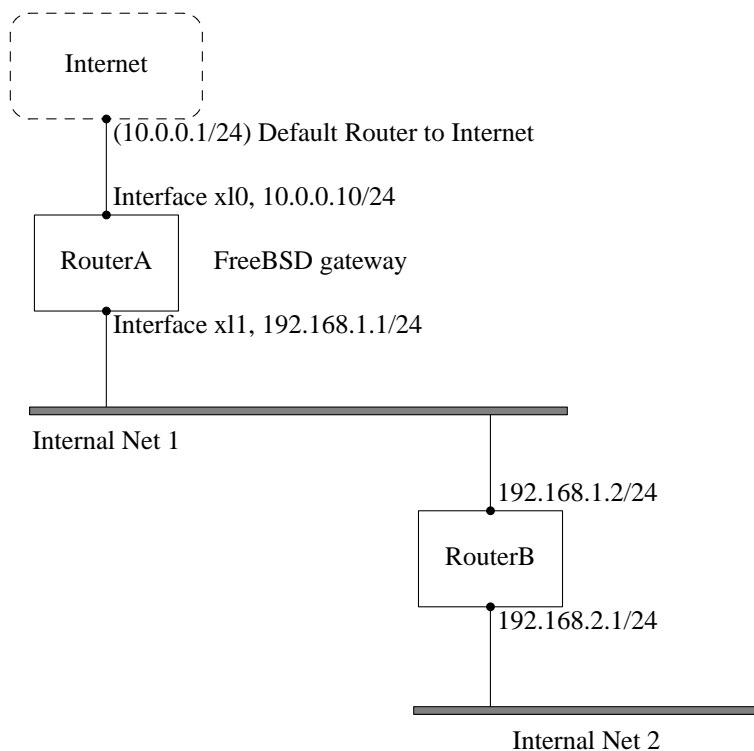 Internet
(10.0.0.1/24) Default Router to Internet
Interface xl0, 10.0.0.10/24
RouterA
FreeBSD gateway
Interface xl1, 192.168.1.1/24
Internal Net 1
192.168.1.2/24
RouterB
192.168.2.1/24
Internal Net 2